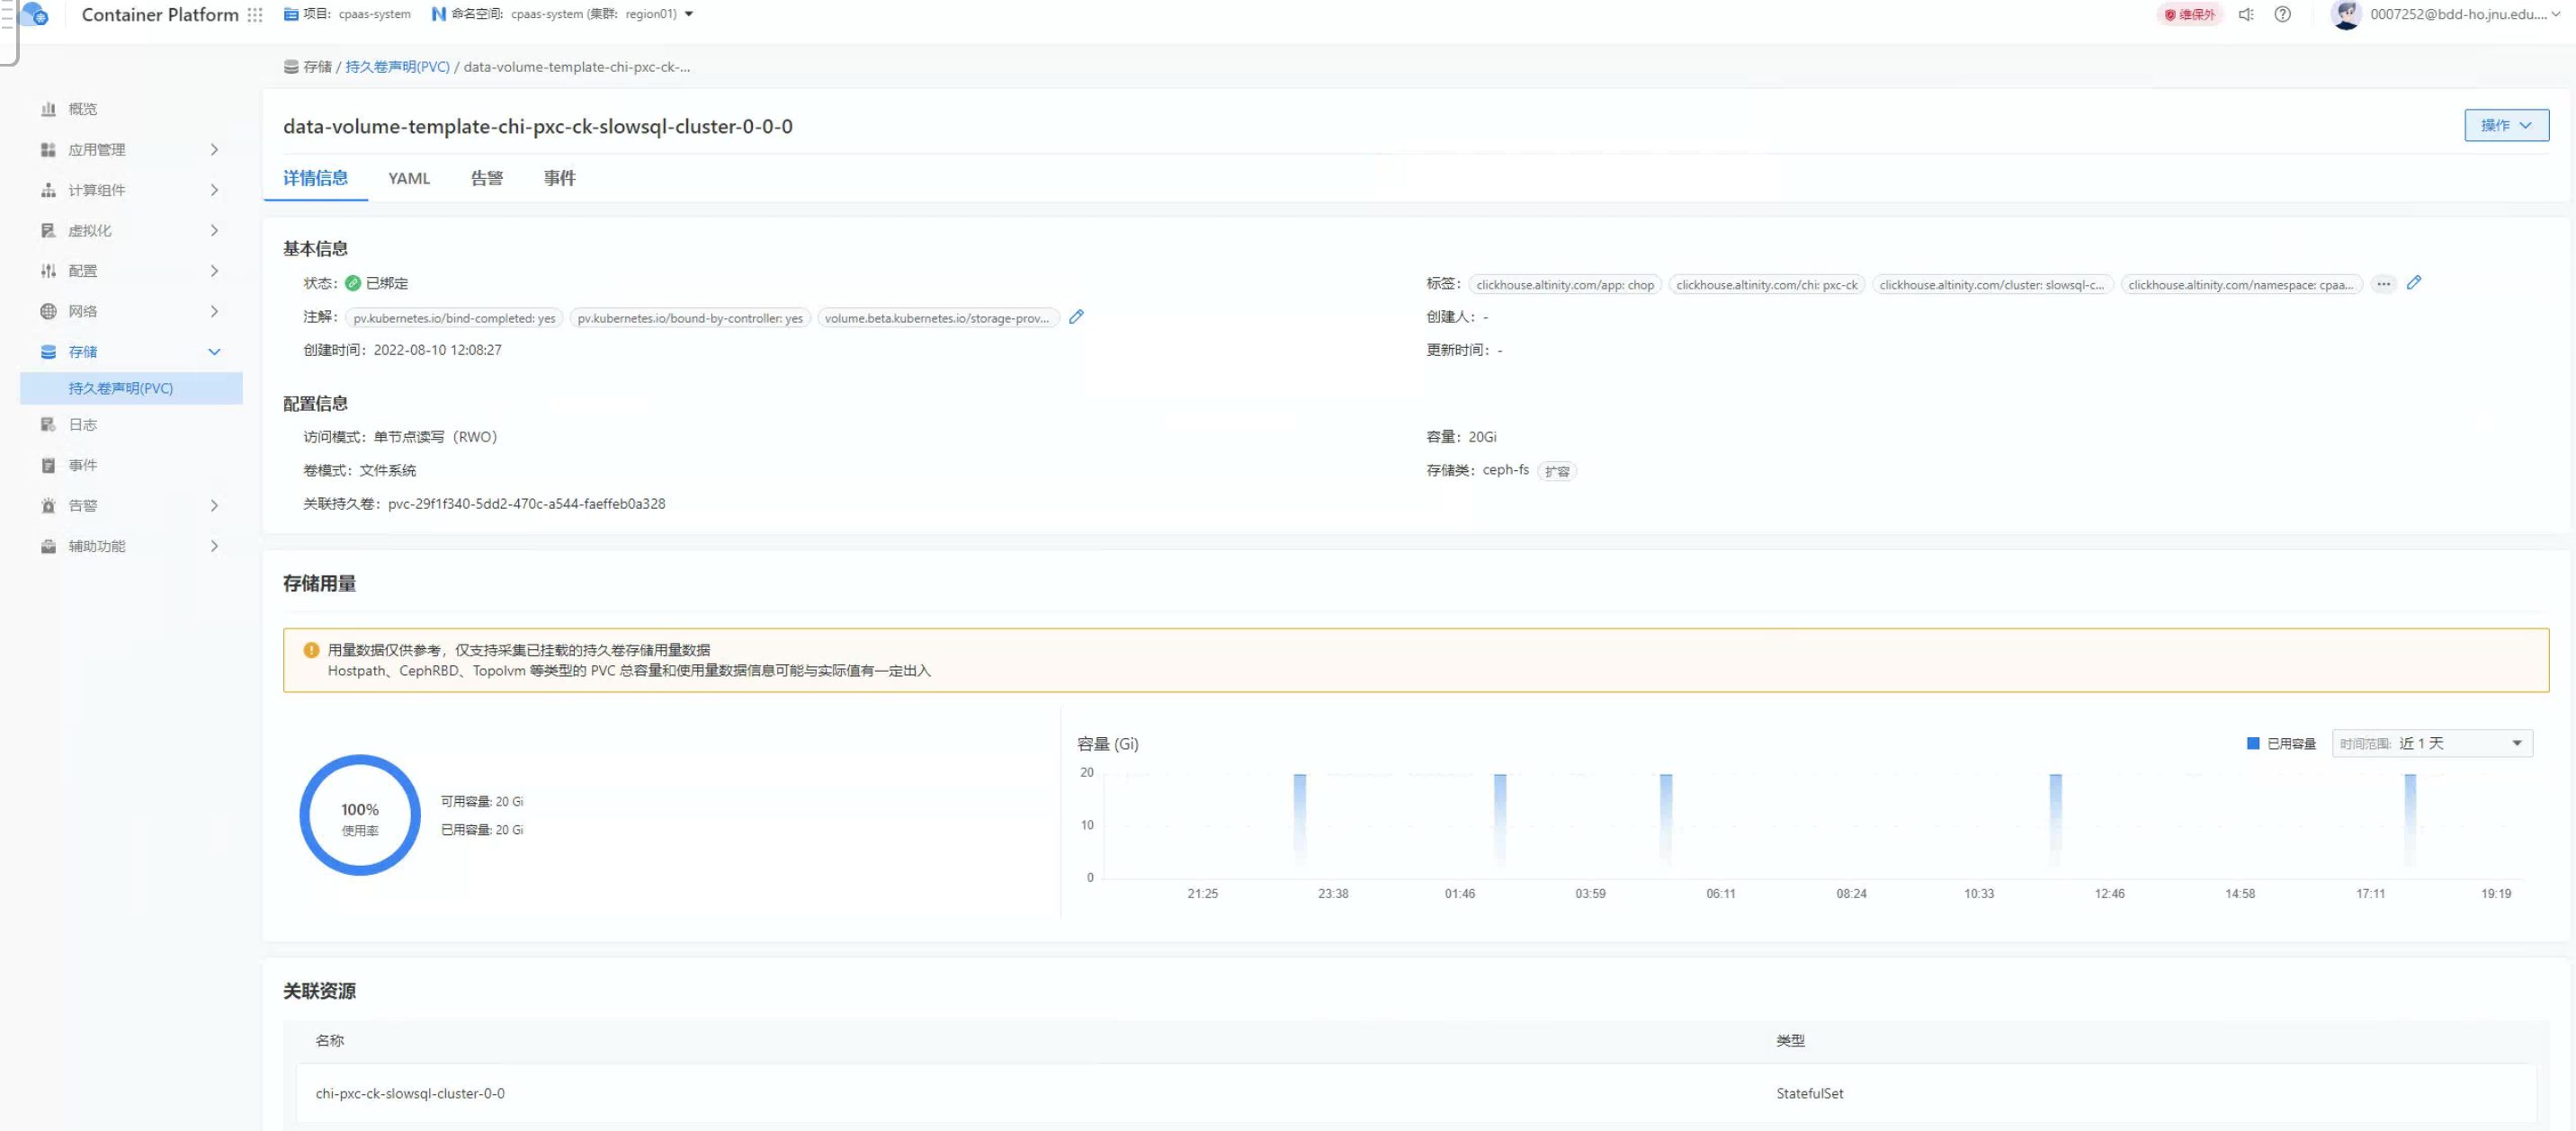 Container Platform 项目: cpaas-system 命名空间: cpaas-system (集群: region01) 维保外 0007252@bdd-ho.jnu.edu....
存储 / 持久卷声明(PVC) / data-volume-template-chi-pxc-ck-...
概览
应用管理
计算组件
虚拟化
配置
网络
存储
持久卷声明(PVC)
日志
事件
告警
辅助功能
data-volume-template-chi-pxc-ck-slowsql-cluster-0-0-0
操作
详情信息 YAML 告警 事件
基本信息
状态: 已绑定
标签: clickhouse.altinity.com/app: chop clickhouse.altinity.com/chi: pxc-ck clickhouse.altinity.com/cluster: slowsql-c... clickhouse.altinity.com/namespace: cpaa... ...
注解: pv.kubernetes.io/bind-completed: yes pv.kubernetes.io/bound-by-controller: yes volume.beta.kubernetes.io/storage-prov...
创建人: -
创建时间: 2022-08-10 12:08:27
更新时间: -
配置信息
访问模式: 单节点读写（RWO）
容量: 20Gi
卷模式: 文件系统
存储类: ceph-fs 扩容
关联持久卷: pvc-29f1f340-5dd2-470c-a544-faeffeb0a328
存储用量
用量数据仅供参考，仅支持采集已挂载的持久卷存储用量数据
Hostpath、CephRBD、Topolvm 等类型的 PVC 总容量和使用量数据信息可能与实际值有一定出入
100%
使用率
可用容量: 20 Gi
已用容量: 20 Gi
容量 (Gi)
已用容量
时间范围: 近 1 天
20
10
0
21:25 23:38 01:46 03:59 06:11 08:24 10:33 12:46 14:58 17:11 19:19
关联资源
名称 类型
chi-pxc-ck-slowsql-cluster-0-0 StatefulSet